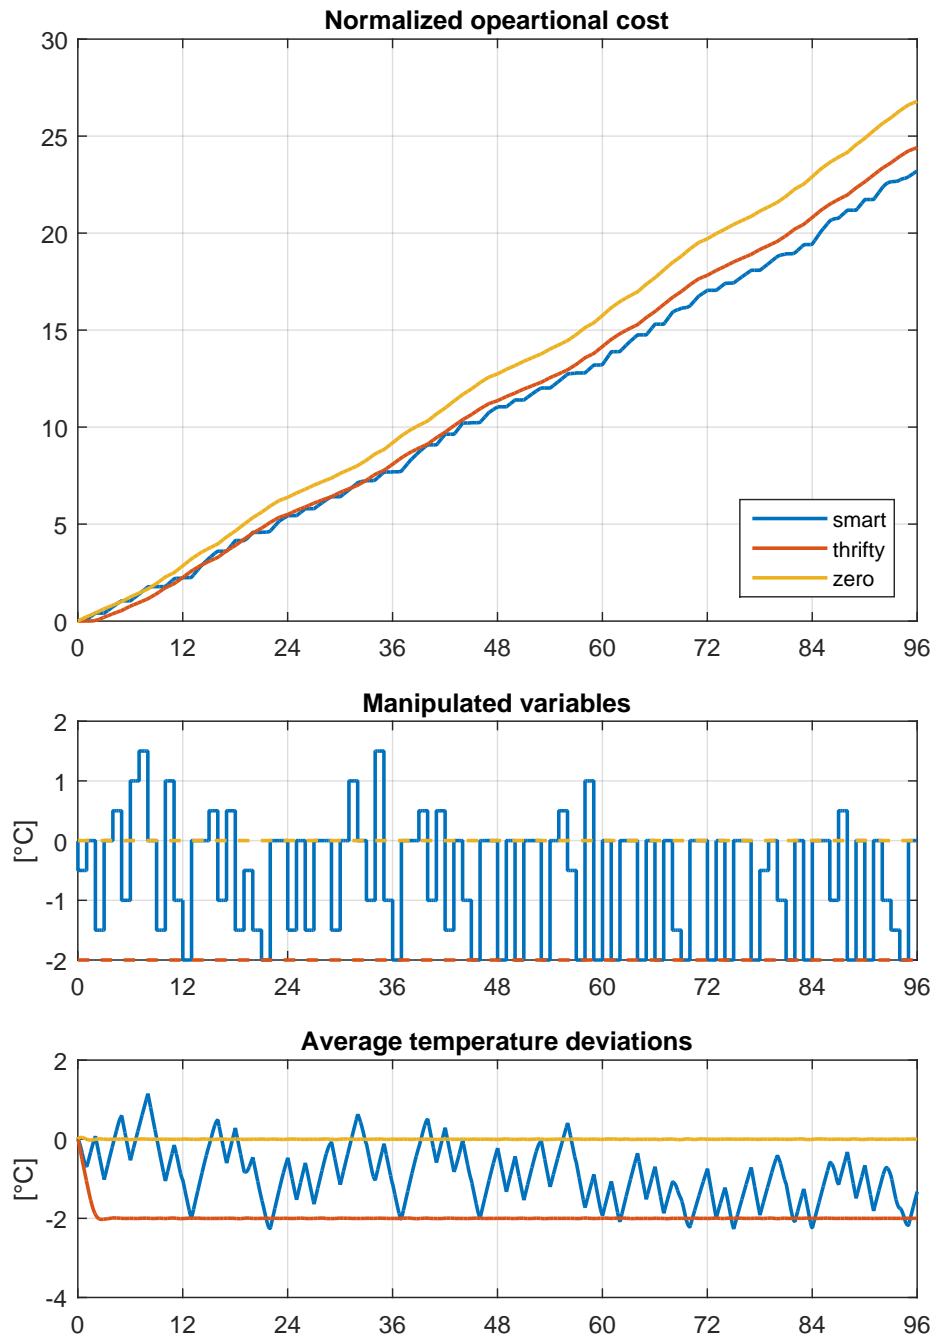 Normalized opeartional cost
30
25
20
15
10
5
0
smart
thrifty
zero
0 12 24 36 48 60 72 84 96
Manipulated variables
[°C]
2
1
0
-1
-2
0 12 24 36 48 60 72 84 96
Average temperature deviations
[°C]
2
0
-2
-4
0 12 24 36 48 60 72 84 96